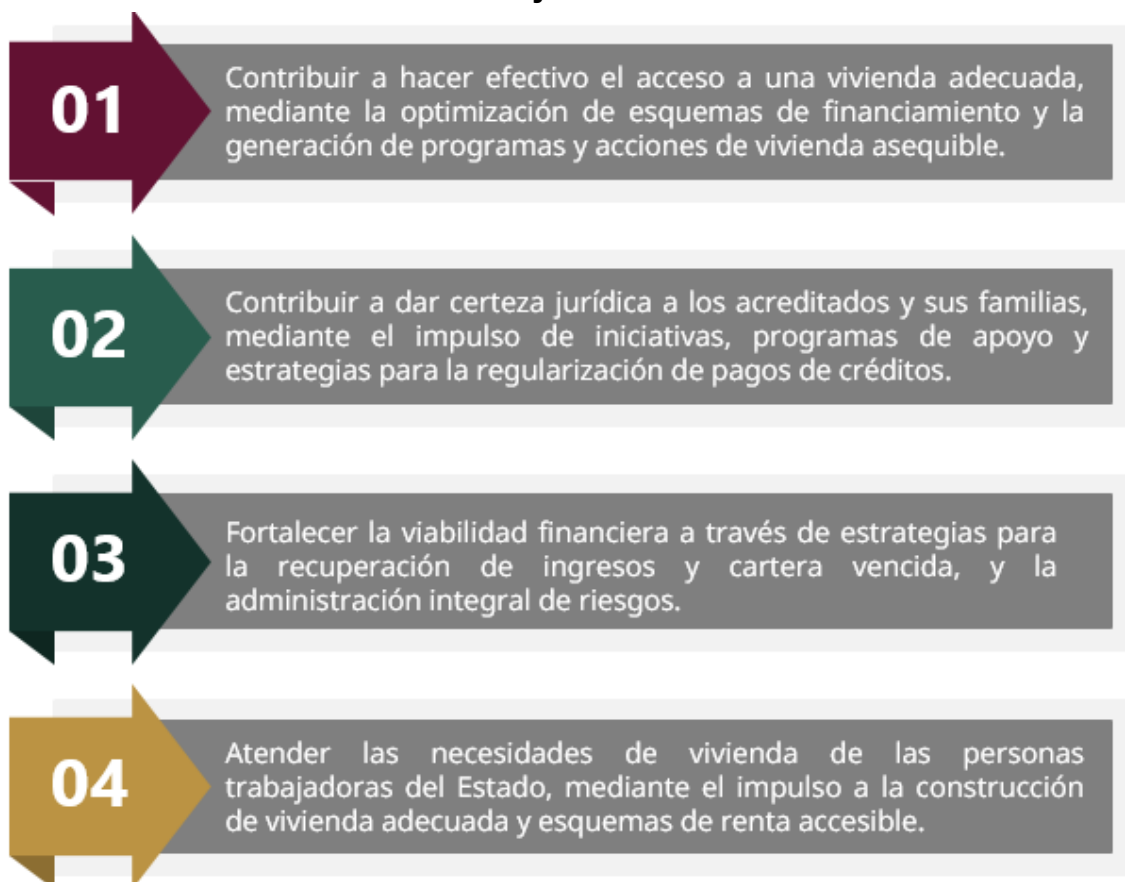 01
Contribuir a hacer efectivo el acceso a una vivienda adecuada,
mediante la optimización de esquemas de financiamiento y la
generación de programas y acciones de vivienda asequible.
02
Contribuir a dar certeza jurídica a los acreditados y sus familias,
mediante el impulso de iniciativas, programas de apoyo y
estrategias para la regularización de pagos de créditos.
03
Fortalecer la viabilidad financiera a través de estrategias para
la recuperación de ingresos y cartera vencida, y la
administración integral de riesgos.
04
Atender las necesidades de vivienda de las personas
trabajadoras del Estado, mediante el impulso a la construcción
de vivienda adecuada y esquemas de renta accesible.